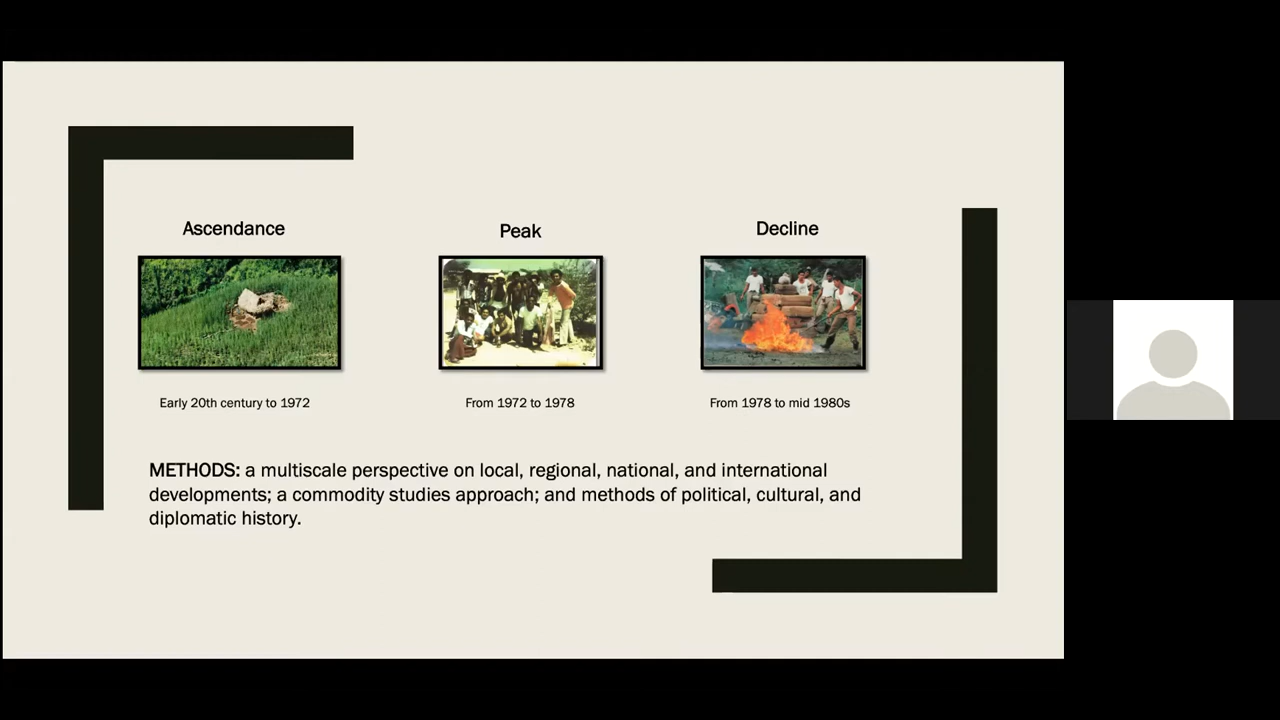 Ascendance
Peak
Decline
Early 20th century to 1972
From 1972 to 1978
From 1978 to mid 1980s
METHODS: a multiscale perspective on local, regional, national, and international
developments; a commodity studies approach; and methods of political, cultural, and
diplomatic history.